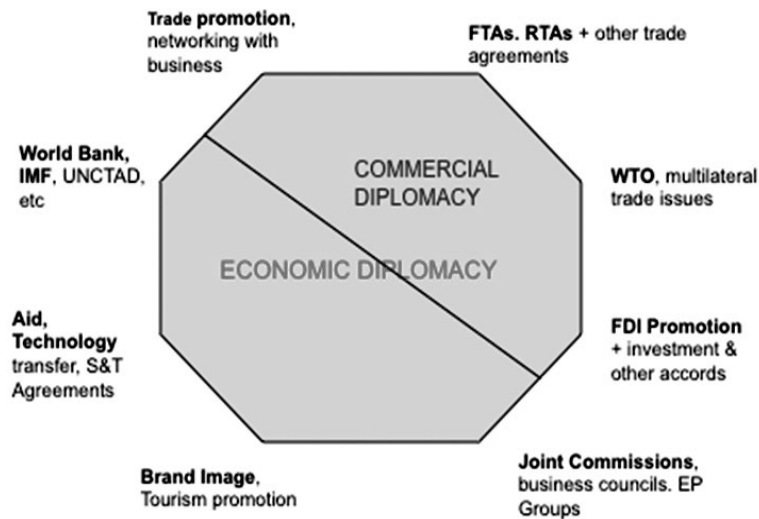 Trade promotion,
networking with
business
FTAs. RTAs + other trade
agreements
World Bank,
IMF, UNCTAD,
etc
COMMERCIAL
DIPLOMACY
WTO, multilateral
trade issues
ECONOMIC DIPLOMACY
Aid,
Technology
transfer, S&T
Agreements
FDI Promotion
+ investment &
other accords
Brand Image,
Tourism promotion
Joint Commissions,
business councils. EP
Groups